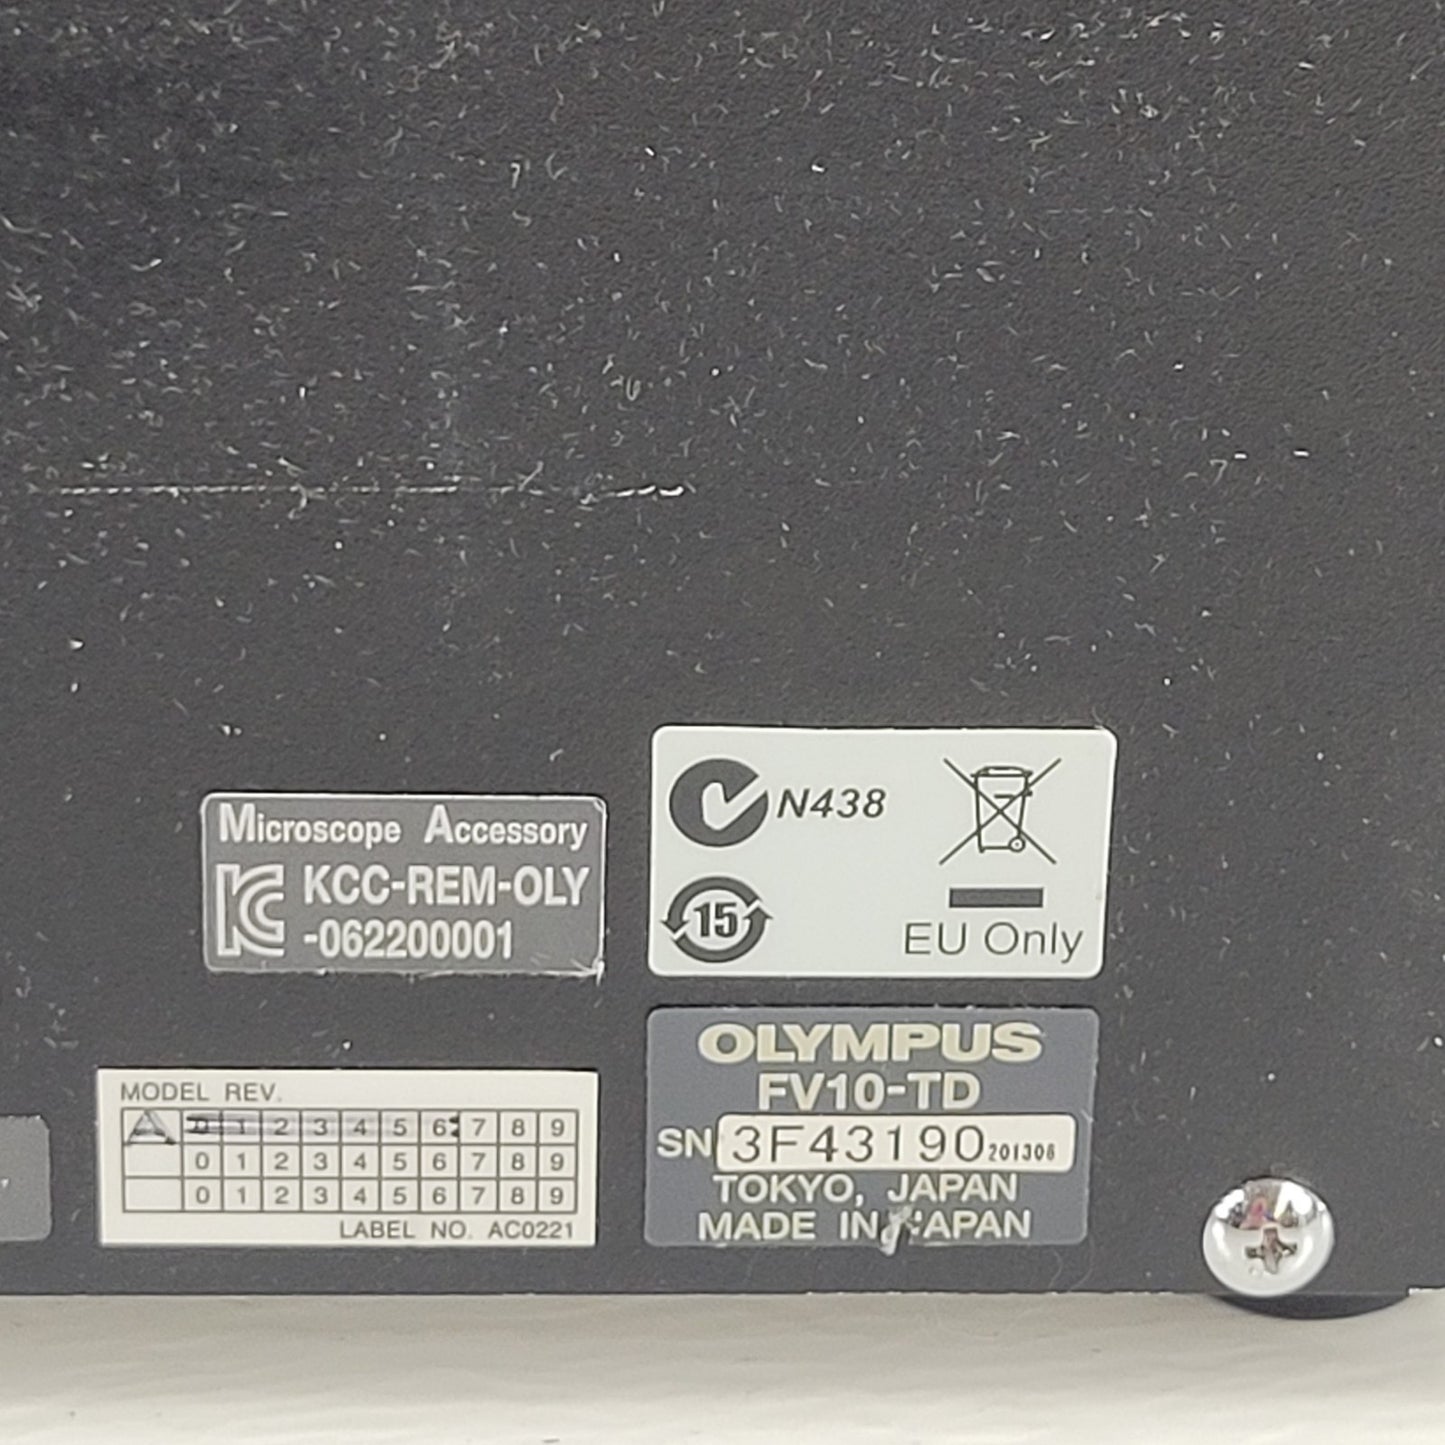 Microscope Accessory
KCC-REM-OLY
-062200001
N438
15
EU Only
MODEL REV.
A 0 1 2 3 4 5 6 7 8 9
0 1 2 3 4 5 6 7 8 9
0 1 2 3 4 5 6 7 8 9
LABEL NO. AC0221
OLYMPUS
FV10-TD
SN 3F43190 201306
TOKYO, JAPAN
MADE IN JAPAN